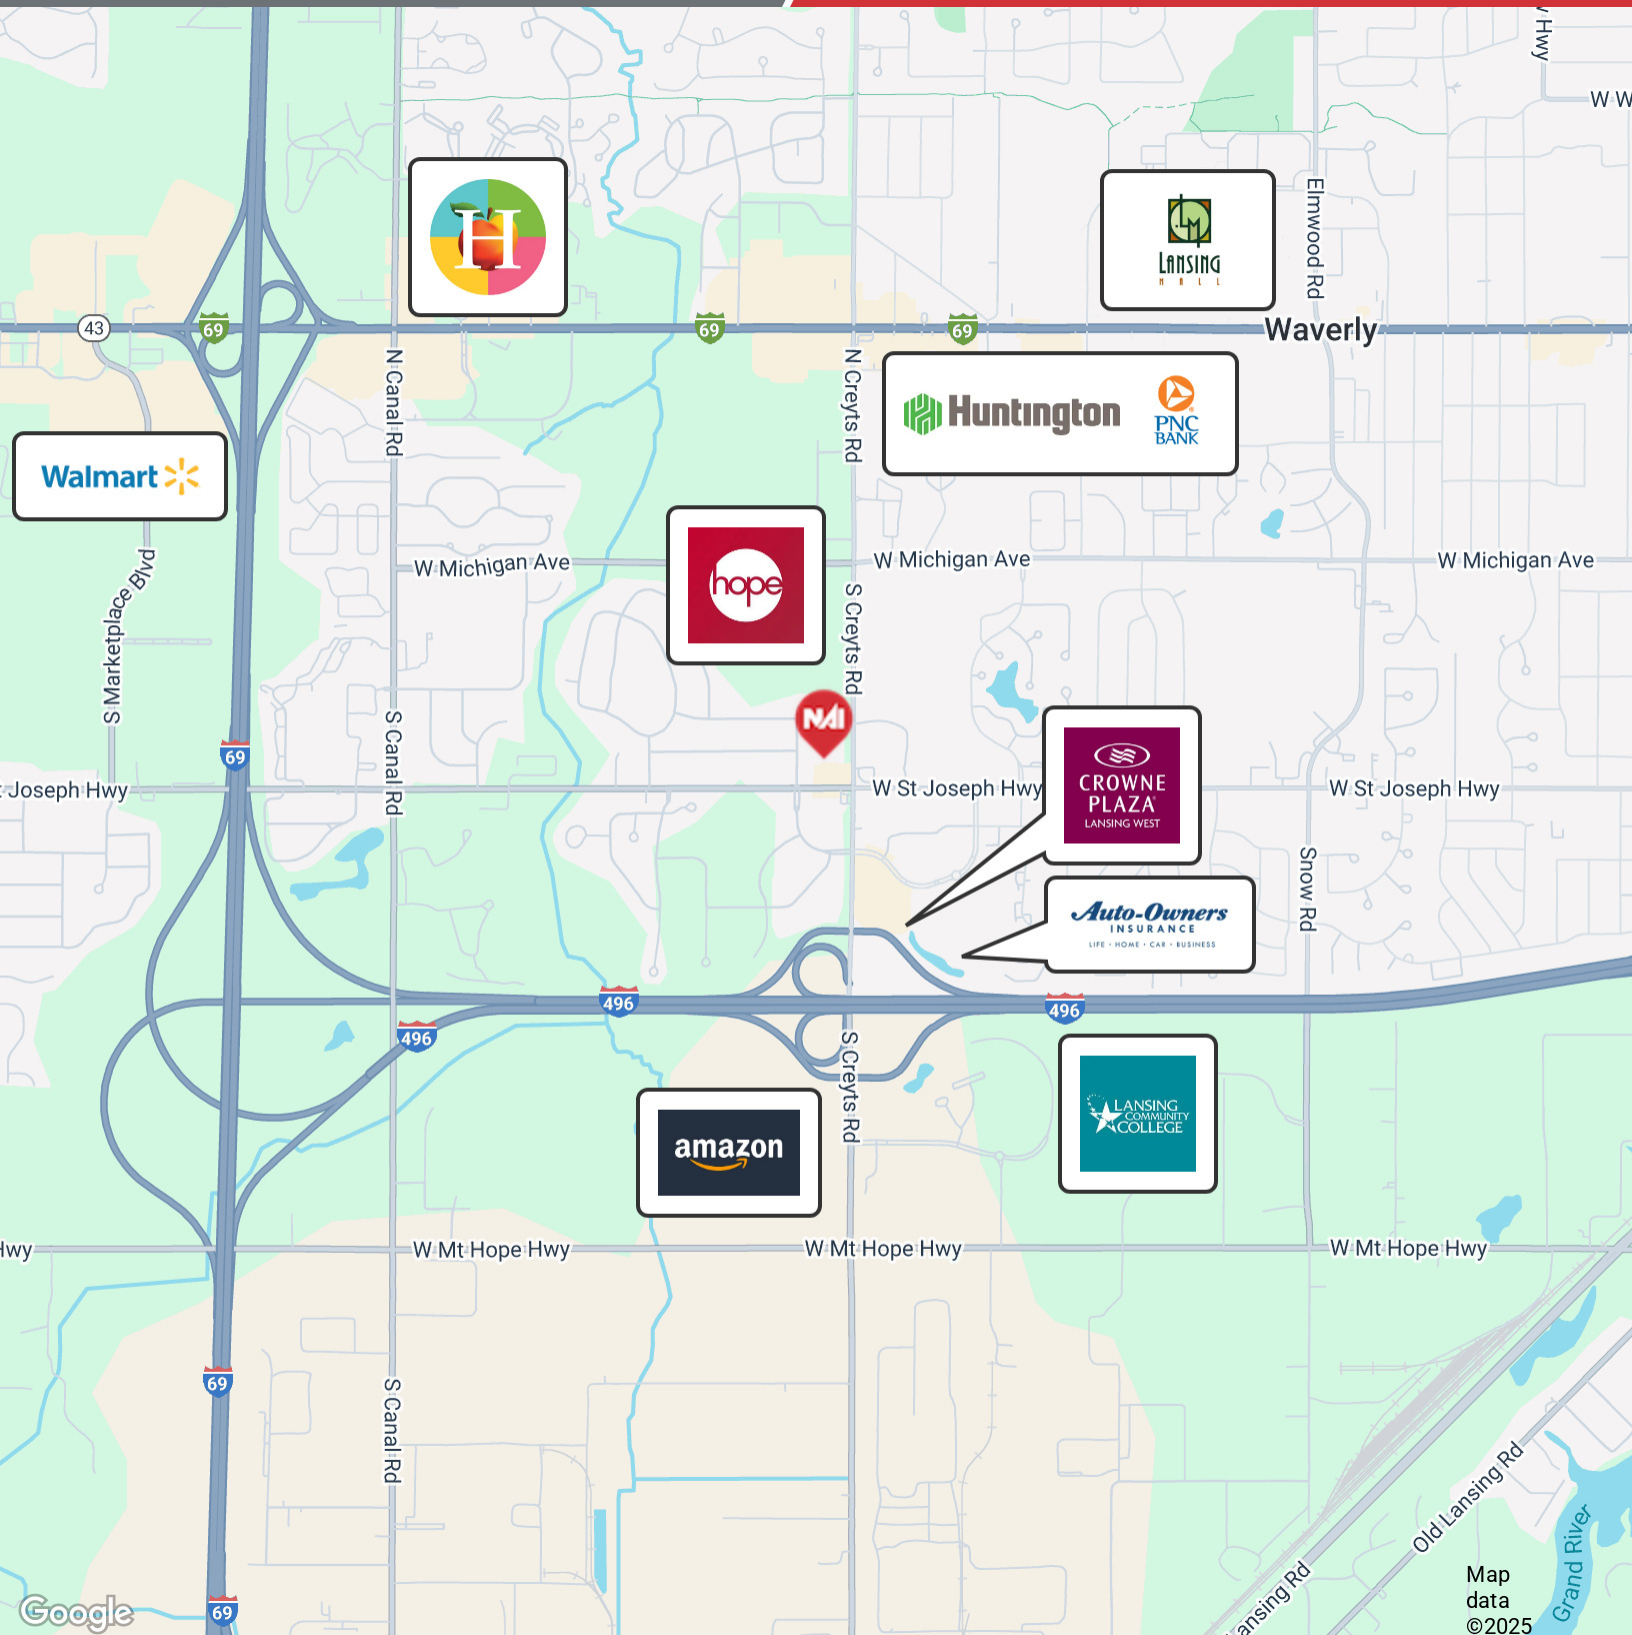 Hwy
W W
H
LANSING
MALL
Elmwood Rd
43
69
69
69
Waverly
N Canal Rd
N Creyts Rd
Huntington
PNC
BANK
Walmart
hope
W Michigan Ave
W Michigan Ave
W Michigan Ave
S Marketplace Blvd
S Creyts Rd
NAI
S Canal Rd
69
Joseph Hwy
W St Joseph Hwy
W St Joseph Hwy
CROWNE
PLAZA
LANSING WEST
Snow Rd
Auto-Owners
INSURANCE
LIFE • HOME • CAR • BUSINESS
496
496
496
S Creyts Rd
amazon
LANSING
COMMUNITY
COLLEGE
Hwy
W Mt Hope Hwy
W Mt Hope Hwy
W Mt Hope Hwy
69
S Canal Rd
Old Lansing Rd
Lansing Rd
Grand River
69
Google
Map
data
©2025